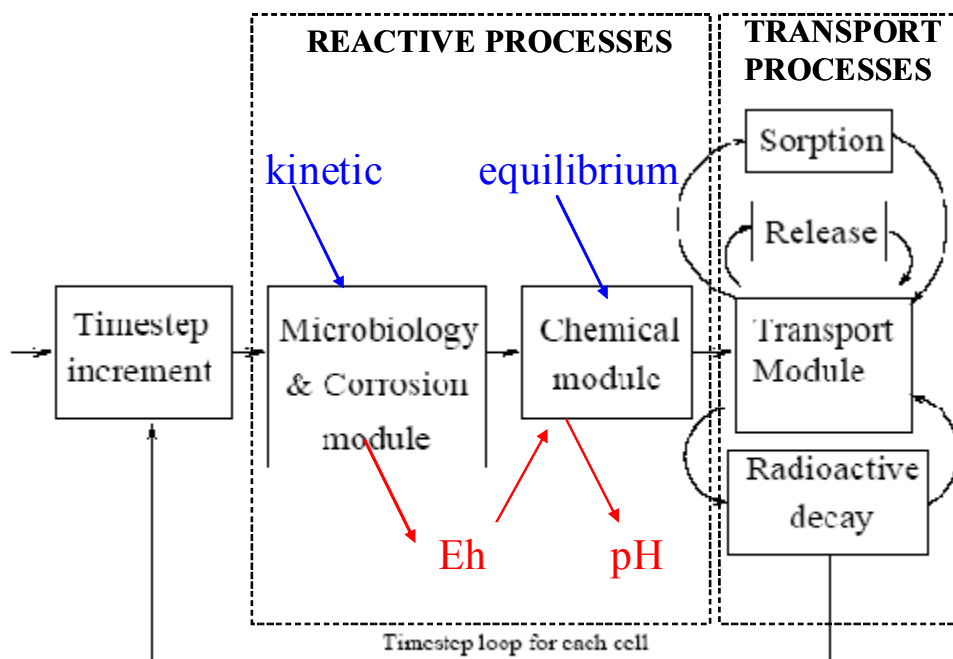 REACTIVE PROCESSES
TRANSPORT
PROCESSES
kinetic
equilibrium
Sorption
Release
Timestep
increment
Microbiology
& Corrosion
module
Chemical
module
Transport
Module
Radioactive
decay
Eh
pH
Timestep loop for each cell